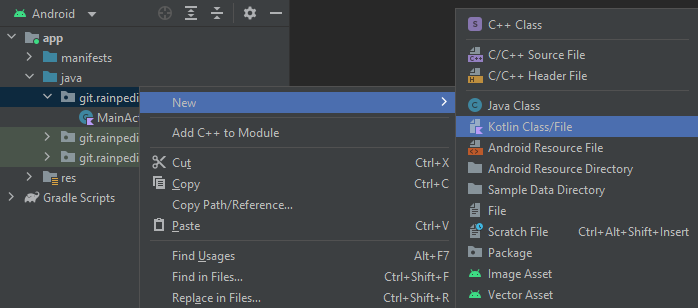 Android
app
manifests
java
git.rainpedi
MainAc
git.rainpedi
git.rainpedi
res
Gradle Scripts
New
Add C++ to Module
Cut Ctrl+X
Copy Ctrl+C
Copy Path/Reference...
Paste Ctrl+V
Find Usages Alt+F7
Find in Files... Ctrl+Shift+F
Replace in Files... Ctrl+Shift+R
S C++ Class
C++ C/C++ Source File
H C/C++ Header File
Java Class
Kotlin Class/File
Android Resource File
Android Resource Directory
Sample Data Directory
File
Scratch File Ctrl+Alt+Shift+Insert
Package
Image Asset
Vector Asset